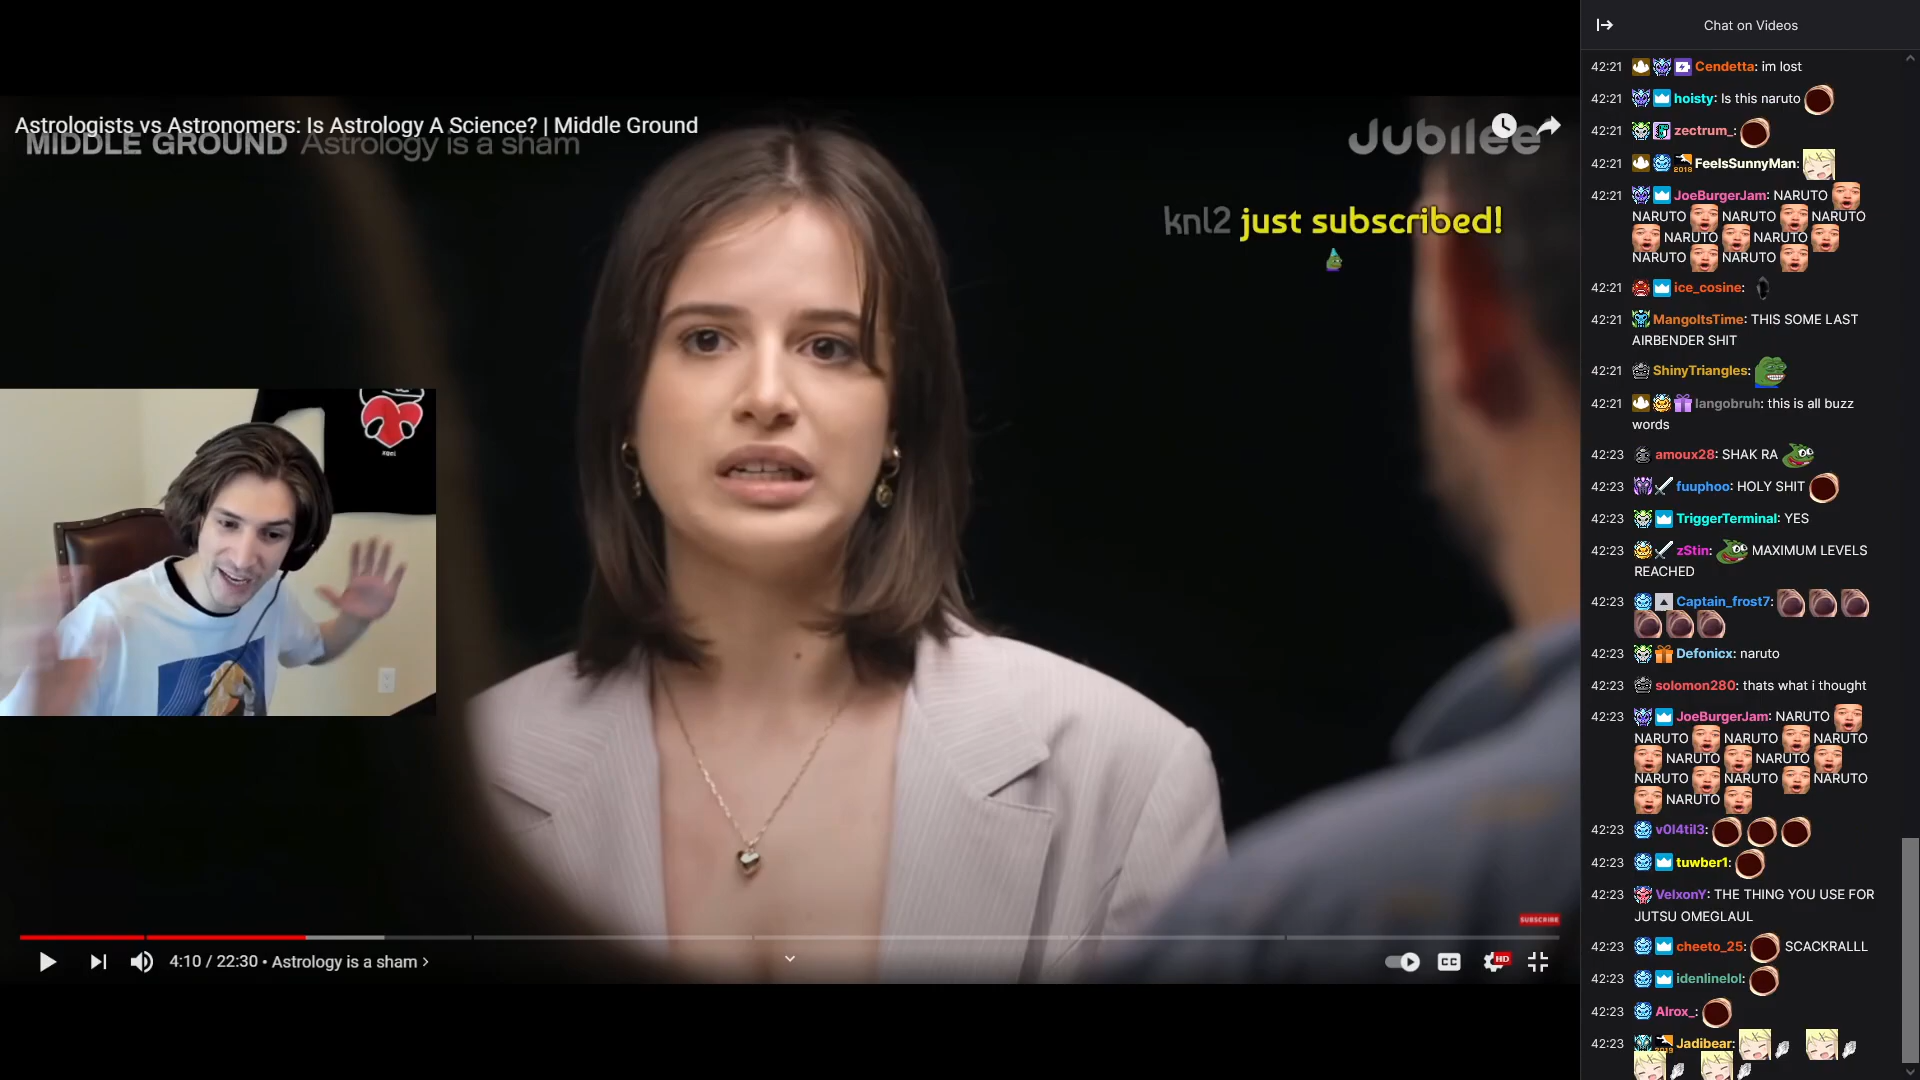 Astrologists vs Astronomers: Is Astrology A Science? | Middle Ground
MIDDLE GROUND Astrology is a sham
Jubilee
knl2 just subscribed!
SUBSCRIBE
4:10 / 22:30 • Astrology is a sham >
CC
HD
Chat on Videos
42:21 Cendetta: im lost
42:21 hoisty: Is this naruto
42:21 zectrum_:
42:21 2018 FeelsSunnyMan:
42:21 JoeBurgerJam: NARUTO
NARUTO NARUTO NARUTO
NARUTO NARUTO
NARUTO NARUTO
42:21 ice_cosine:
42:21 MangoItsTime: THIS SOME LAST
AIRBENDER SHIT
42:21 ShinyTriangles:
42:21 langobruh: this is all buzz
words
42:23 amoux28: SHAK RA
42:23 fuuphoo: HOLY SHIT
42:23 TriggerTerminal: YES
42:23 zStin: MAXIMUM LEVELS
REACHED
42:23 Captain_frost7:
42:23 Defonicx: naruto
42:23 solomon280: thats what i thought
42:23 JoeBurgerJam: NARUTO
NARUTO NARUTO NARUTO
NARUTO NARUTO
NARUTO NARUTO NARUTO
NARUTO
42:23 v0l4til3:
42:23 tuwber1:
42:23 VelxonY: THE THING YOU USE FOR
JUTSU OMEGLAUL
42:23 cheeto_25: SCACKRALLL
42:23 idenlinelol:
42:23 Alrox_:
42:23 2019 Jadibear: